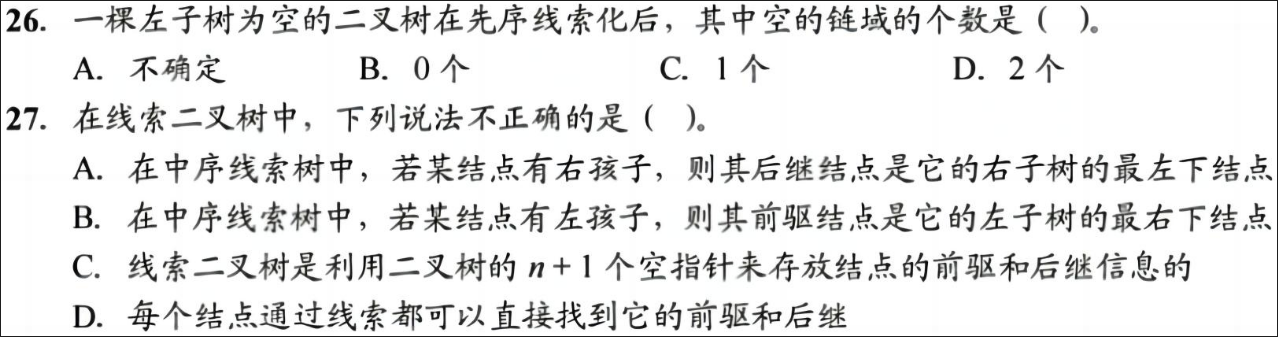 26. 一棵左子树为空的二叉树在先序线索化后，其中空的链域的个数是（ ）。
A. 不确定 B. 0 个 C. 1 个 D. 2 个
27. 在线索二叉树中，下列说法不正确的是（ ）。
A. 在中序线索树中，若某结点有右孩子，则其后继结点是它的右子树的最左下结点
B. 在中序线索树中，若某结点有左孩子，则其前驱结点是它的左子树的最右下结点
C. 线索二叉树是利用二叉树的 n + 1 个空指针来存放结点的前驱和后继信息的
D. 每个结点通过线索都可以直接找到它的前驱和后继